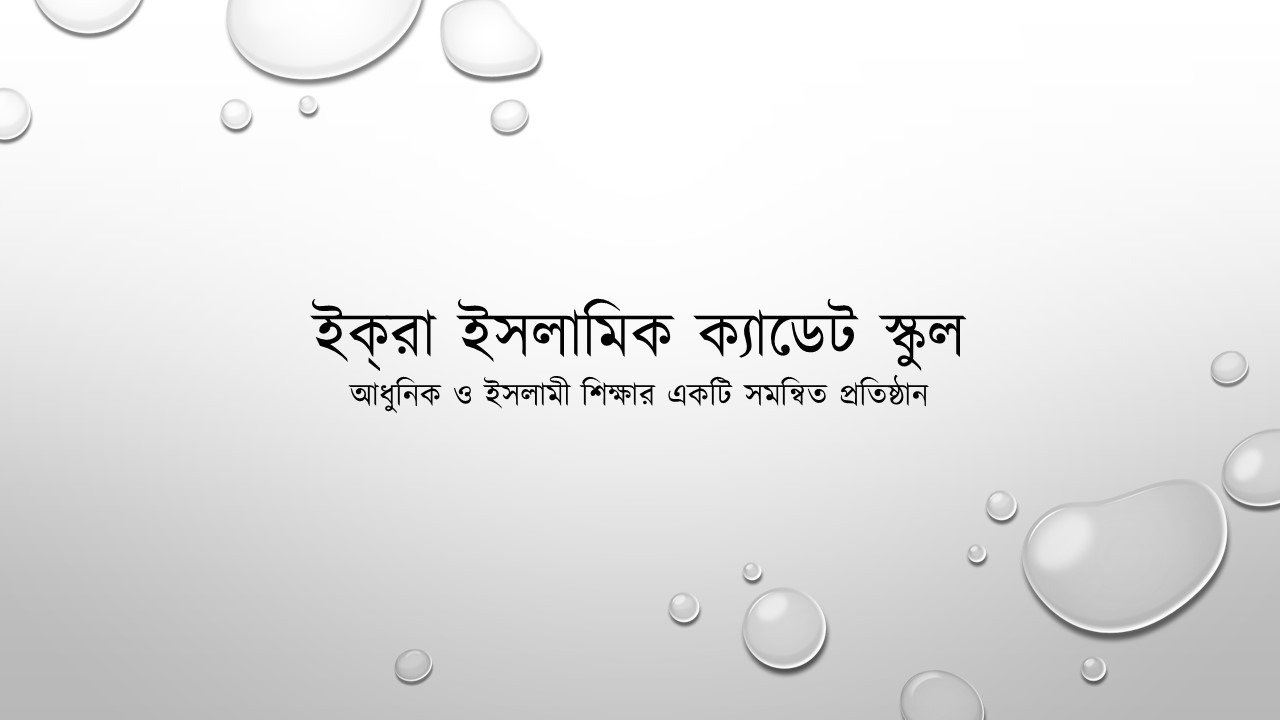 ইক্‌রা ইসলামিক ক্যাডেট স্কুল
আধুনিক ও ইসলামী শিক্ষার একটি সমন্বিত প্রতিষ্ঠান